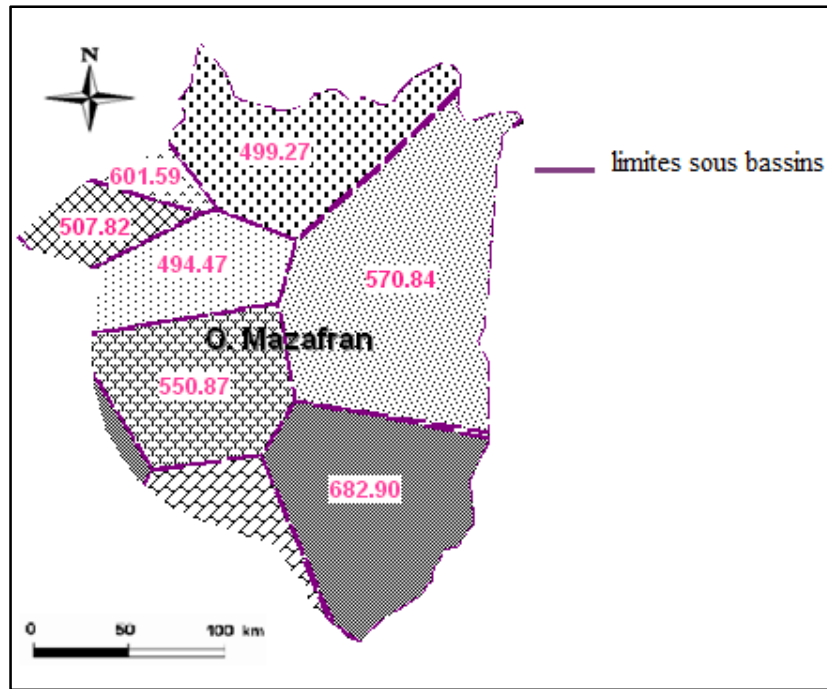 N
499.27
limites sous bassins
601.59
507.82
494.47
570.84
O. Mazafran
550.87
682.90
0 50 100 km